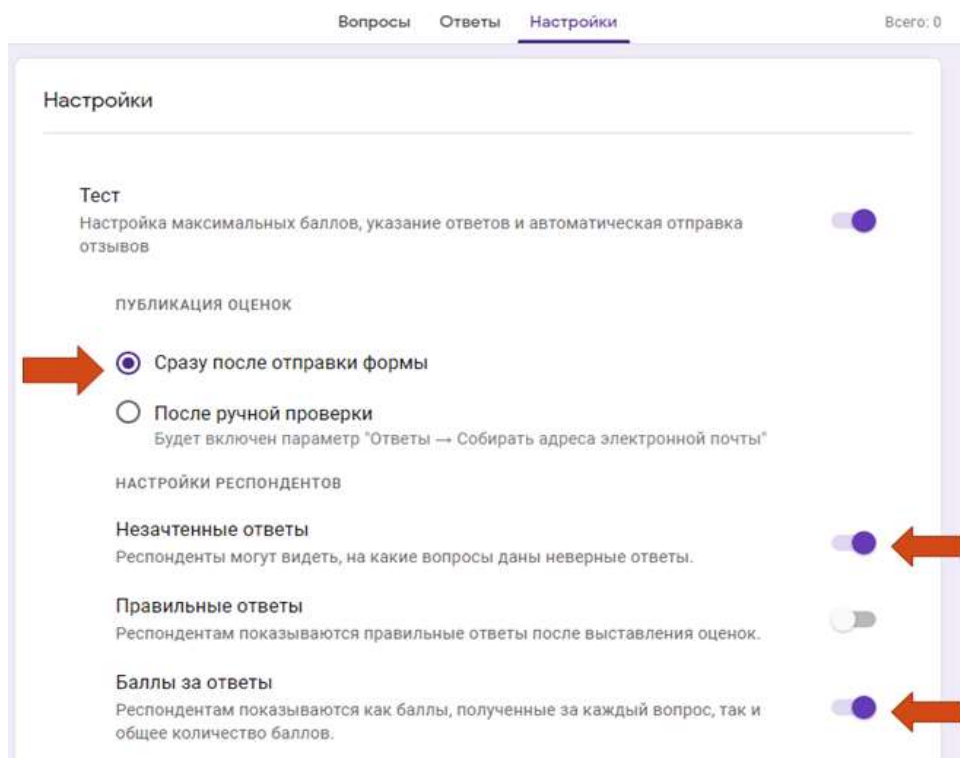 Вопросы Ответы Настройки Всего: 0
Настройки
Тест
Настройка максимальных баллов, указание ответов и автоматическая отправка
отзывов
ПУБЛИКАЦИЯ ОЦЕНОК
Сразу после отправки формы
После ручной проверки
Будет включен параметр "Ответы → Собирать адреса электронной почты"
НАСТРОЙКИ РЕСПОНДЕНТОВ
Незачтенные ответы
Респонденты могут видеть, на какие вопросы даны неверные ответы.
Правильные ответы
Респондентам показываются правильные ответы после выставления оценок.
Баллы за ответы
Респондентам показываются как баллы, полученные за каждый вопрос, так и
общее количество баллов.